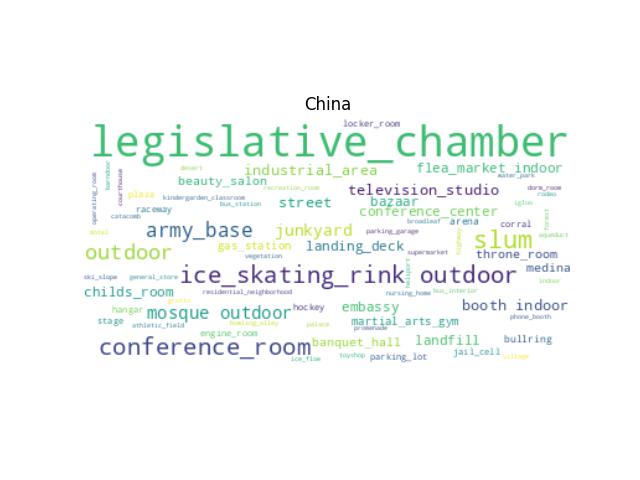 China
locker_room
legislative_chamber
industrial_area
flea_market indoor
desert
water_park
operating_room
barndoor
courthouse
beauty_salon
recreation_room
television_studio
dorm_room
rodeo
plaza
kindergarden_classroom
bus_station
street
bazaar
igloo
raceway
conference_center
catacomb
broadleaf
arena
corral
forest
motel
army_base
junkyard
parking_garage
highway
slum
aqueduct
outdoor
gas_station
landing_deck
vegetation
supermarket
throne_room
ski_slope
general_store
ice_skating_rink outdoor
heliport
medina
indoor
childs_room
residential_neighborhood
nursing_home
bus_interior
grotto
hangar
mosque outdoor
hockey
embassy
booth indoor
phone_booth
stage
athletic_field
bowling_alley
palace
martial_arts_gym
promenade
engine_room
conference_room
banquet_hall
landfill
bullring
ice_floe
toyshop
parking_lot
jail_cell
village